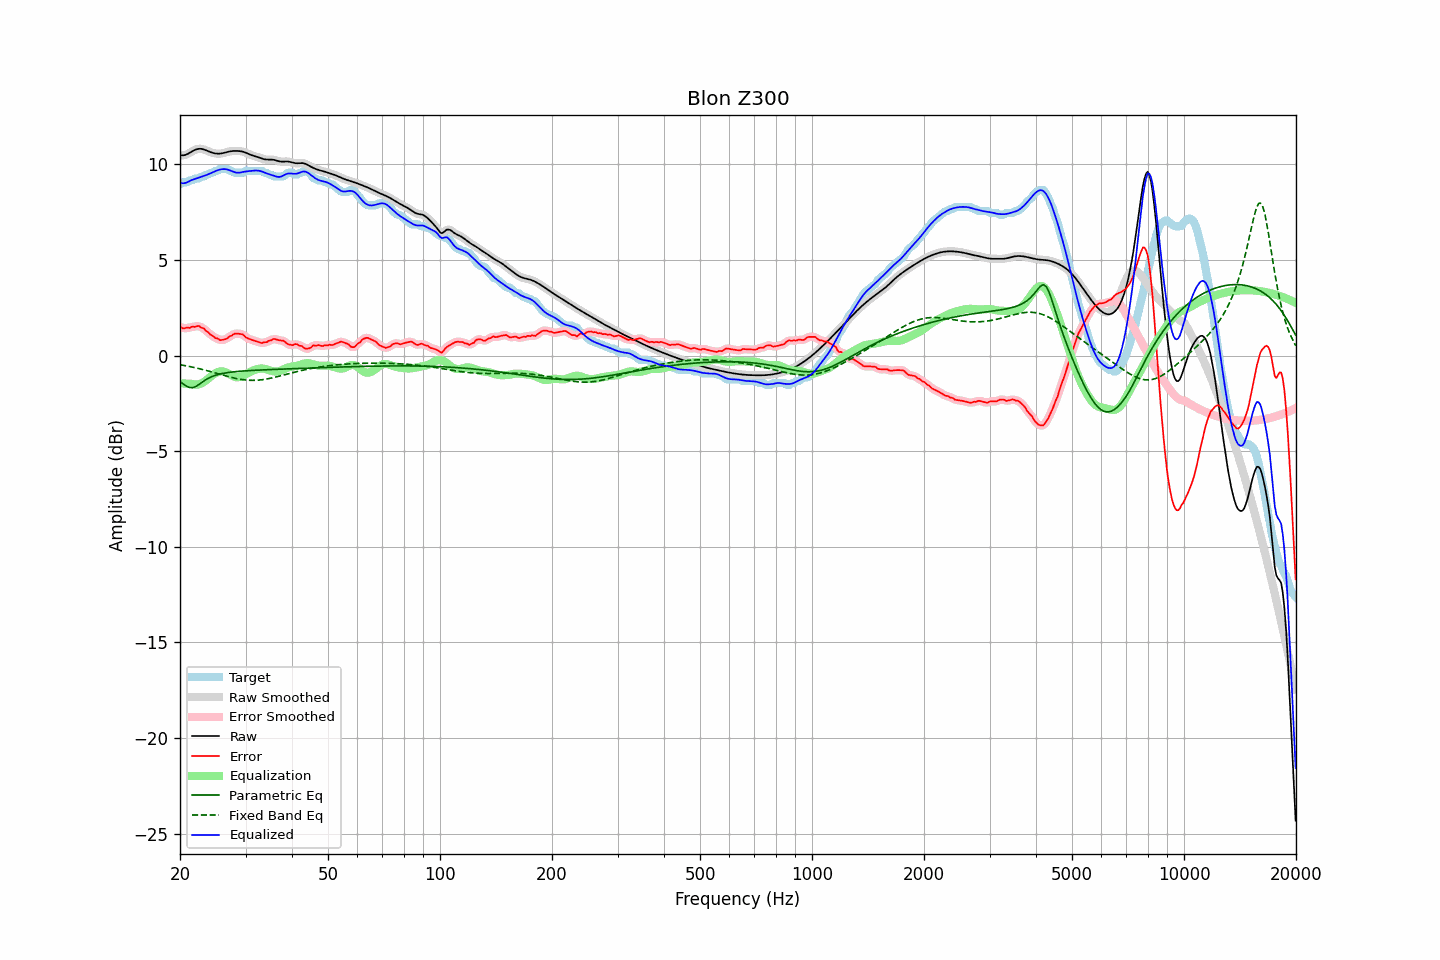 Blon Z300
Amplitude (dBr)
10
5
0
−5
−10
−15
−20
−25
Target
Raw Smoothed
Error Smoothed
Raw
Error
Equalization
Parametric Eq
Fixed Band Eq
Equalized
20
50
100
200
500
1000
2000
5000
10000
20000
Frequency (Hz)